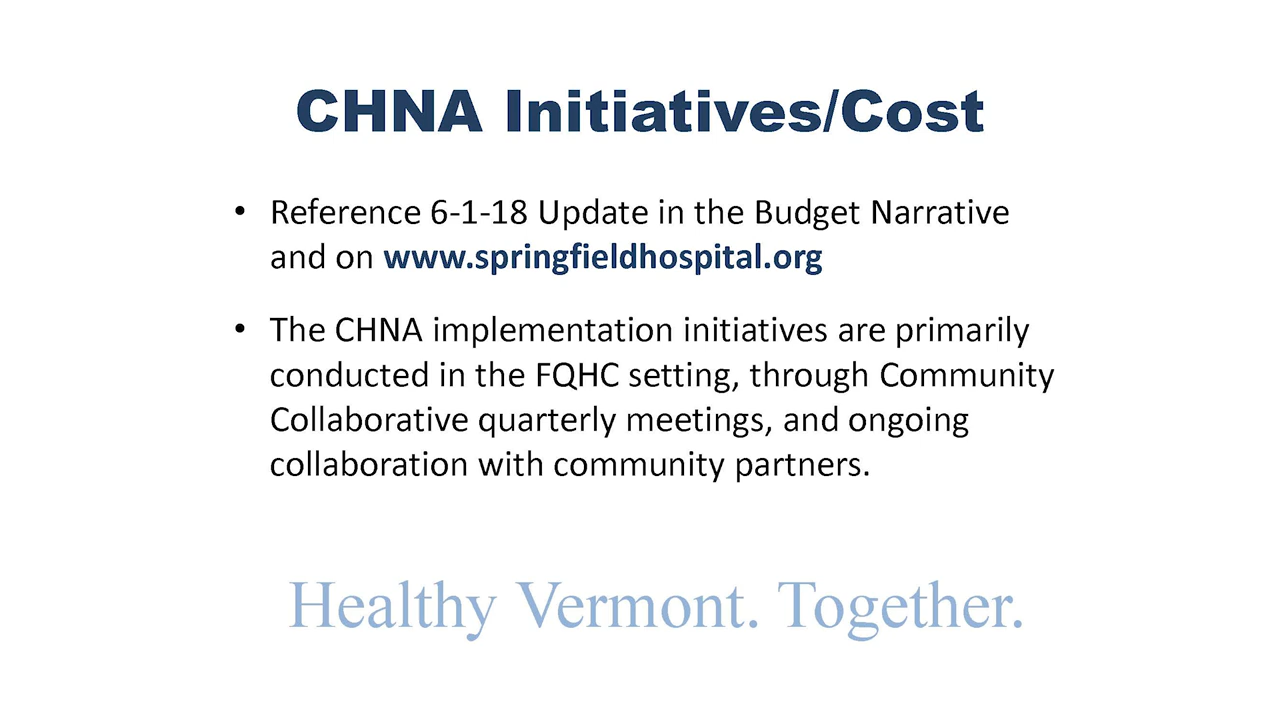 CHNA Initiatives/Cost
• Reference 6-1-18 Update in the Budget Narrative
and on www.springfieldhospital.org
• The CHNA implementation initiatives are primarily
conducted in the FQHC setting, through Community
Collaborative quarterly meetings, and ongoing
collaboration with community partners.
Healthy Vermont. Together.